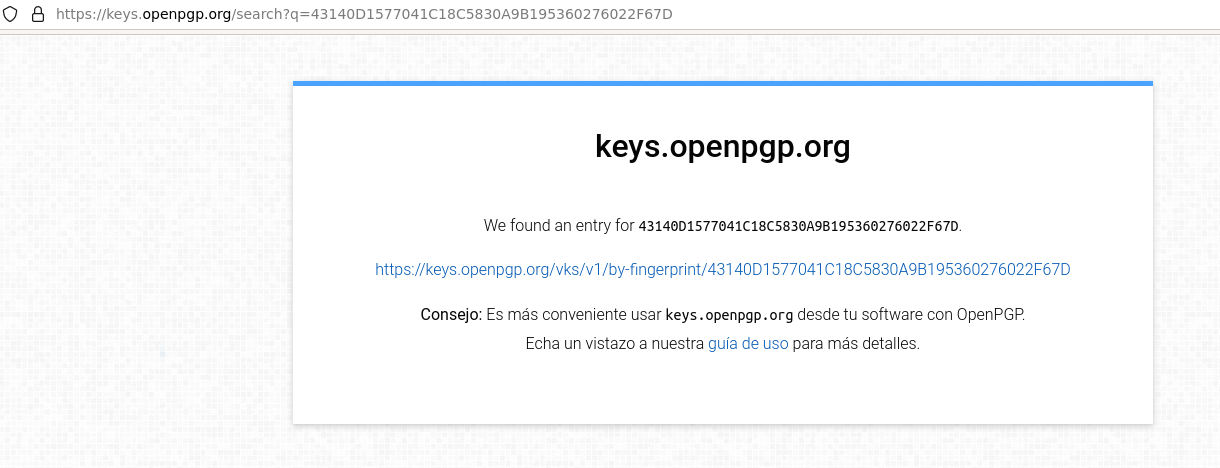 https://keys.openpgp.org/search?q=43140D1577041C18C5830A9B195360276022F67D
keys.openpgp.org
We found an entry for 43140D1577041C18C5830A9B195360276022F67D.
https://keys.openpgp.org/vks/v1/by-fingerprint/43140D1577041C18C5830A9B195360276022F67D
Consejo: Es más conveniente usar keys.openpgp.org desde tu software con OpenPGP.
Echa un vistazo a nuestra guía de uso para más detalles.